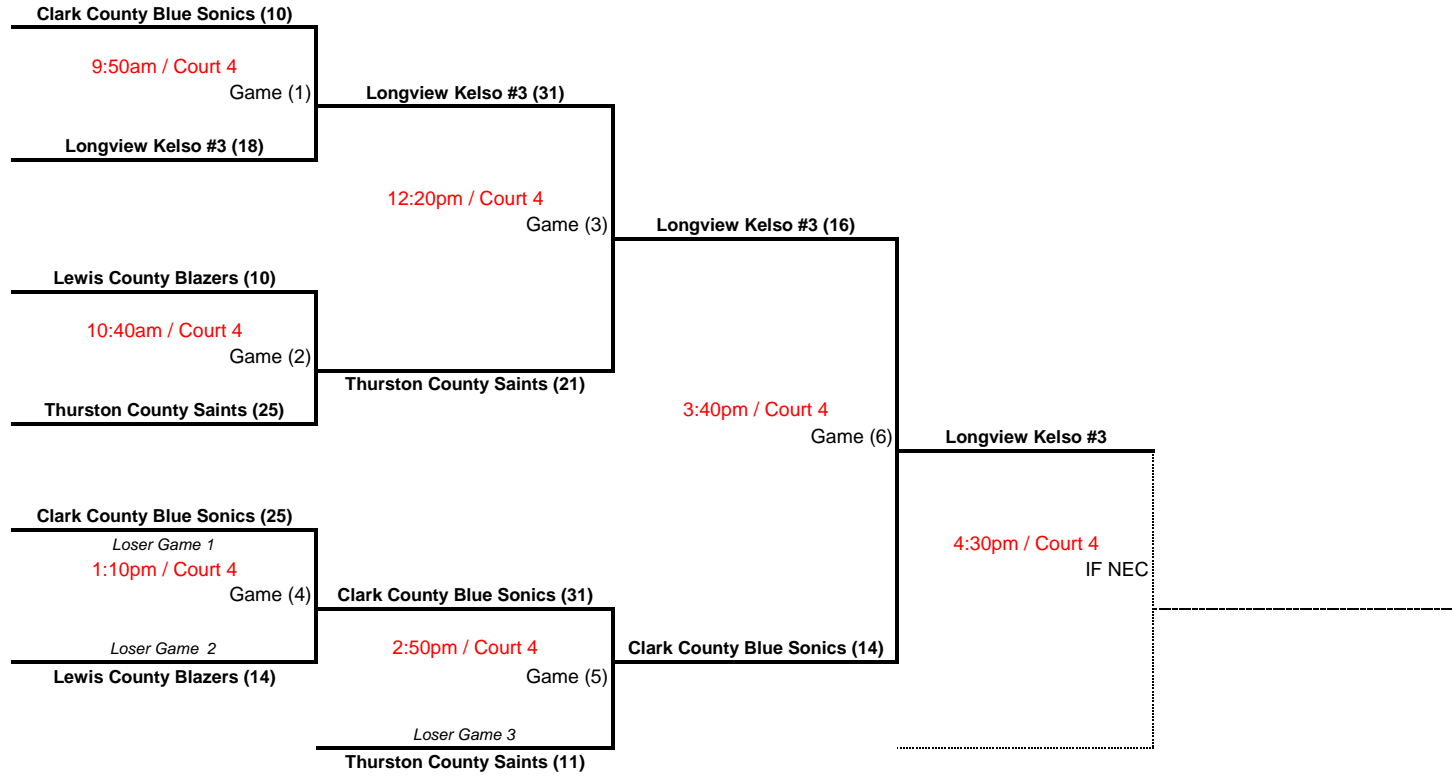 Clark County Blue Sonics (10)
9:50am / Court 4
Game (1)
Longview Kelso #3 (31)
Longview Kelso #3 (18)
12:20pm / Court 4
Game (3)
Longview Kelso #3 (16)
Lewis County Blazers (10)
10:40am / Court 4
Game (2)
Thurston County Saints (21)
Thurston County Saints (25)
3:40pm / Court 4
Game (6)
Longview Kelso #3
Clark County Blue Sonics (25)
Loser Game 1
1:10pm / Court 4
Game (4)
4:30pm / Court 4
IF NEC
Clark County Blue Sonics (31)
Loser Game  2
Lewis County Blazers (14)
2:50pm / Court 4
Game (5)
Clark County Blue Sonics (14)
Loser Game 3
Thurston County Saints (11)